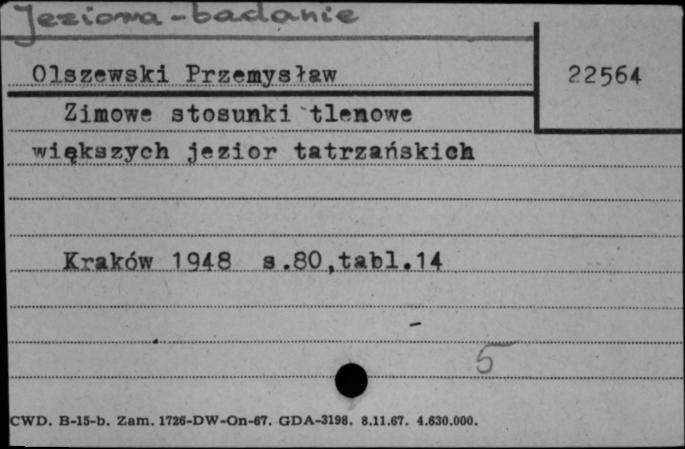 Jeziora - badanie
Olszewski Przemysław
22564
Zimowe stosunki tlenowe
większych jezior tatrzańskich
Kraków 1948 s.80,tabl.14
5
CWD. B-15-b. Zam. 1726-DW-On-67. GDA-3198. 8.11.67. 4.630.000.